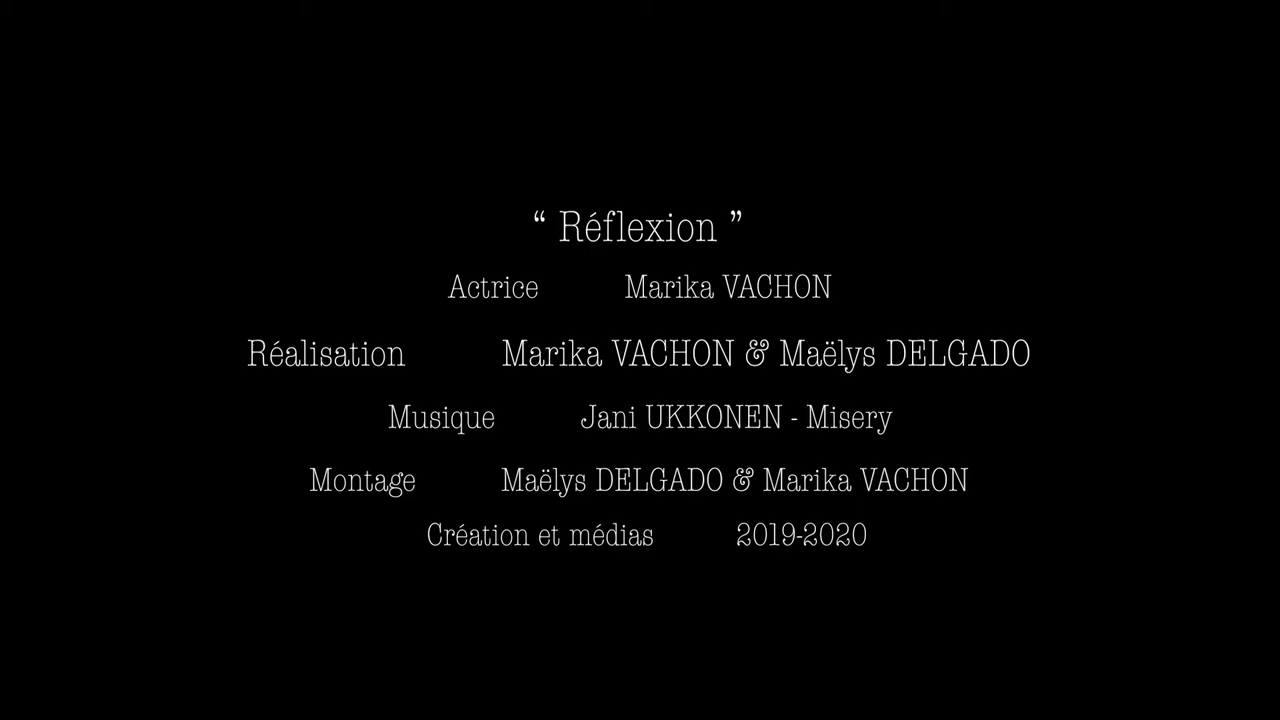 “ Réflexion ”
Actrice Marika VACHON
Réalisation Marika VACHON & Maëlys DELGADO
Musique Jani UKKONEN - Misery
Montage Maëlys DELGADO & Marika VACHON
Création et médias 2019-2020